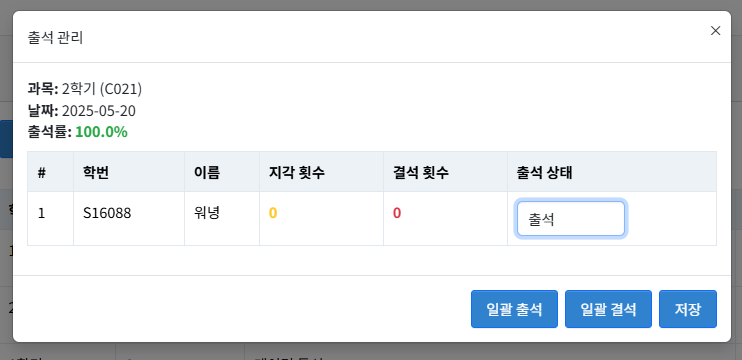 출석 관리
×
과목: 2학기 (C021)
날짜: 2025-05-20
출석률: 100.0%
# 학번 이름 지각 횟수 결석 횟수 출석 상태
1 S16088 워녕 0 0 출석
일괄 출석 일괄 결석 저장